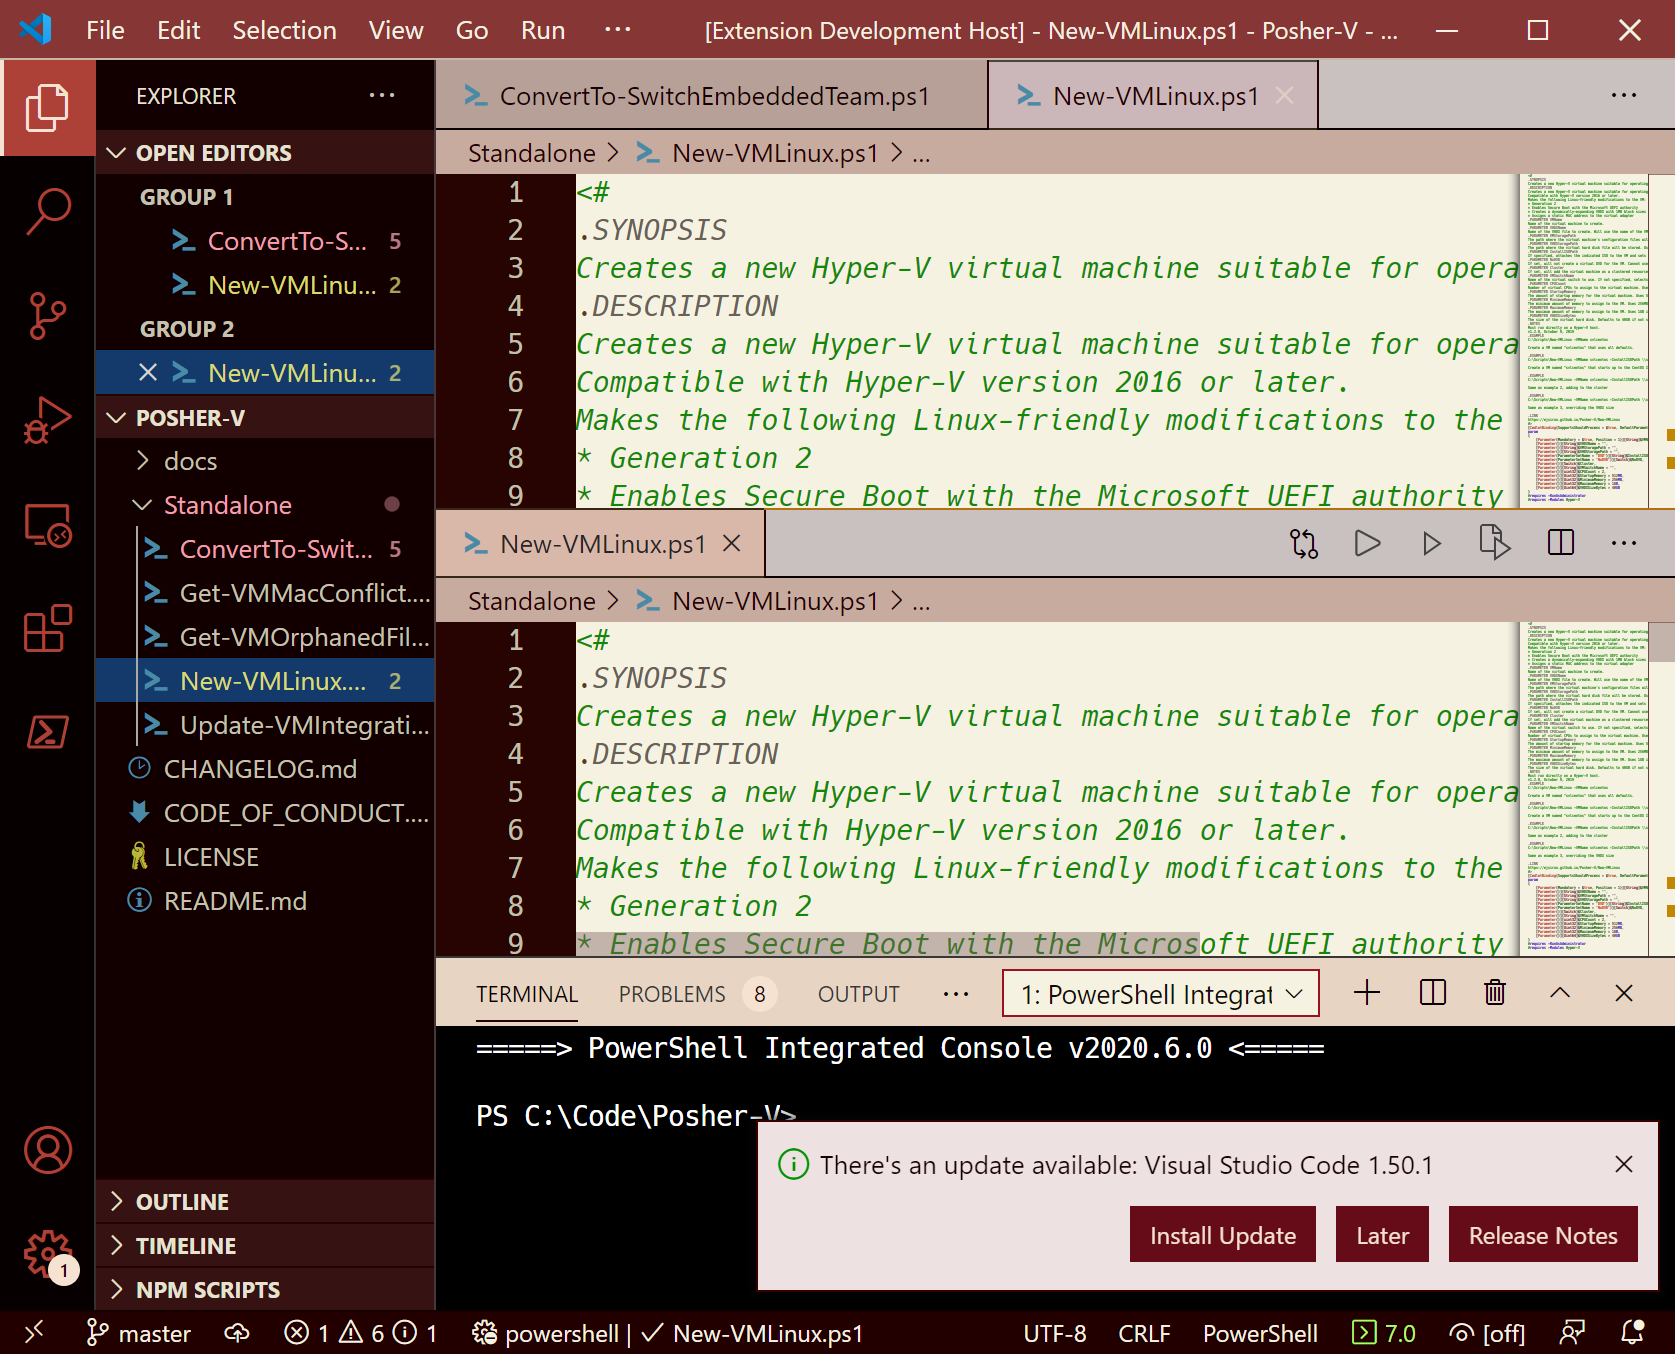 File Edit Selection View Go Run ··· [Extension Development Host] - New-VMLinux.ps1 - Posher-V - ...
EXPLORER
OPEN EDITORS
GROUP 1
ConvertTo-S... 5
New-VMLinu... 2
GROUP 2
New-VMLinu... 2
POSHER-V
docs
Standalone
ConvertTo-Swit... 5
Get-VMMacConflict....
Get-VMOrphanedFil...
New-VMLinux.... 2
Update-VMIntegrati...
CHANGELOG.md
CODE_OF_CONDUCT....
LICENSE
README.md
OUTLINE
TIMELINE
NPM SCRIPTS
1
ConvertTo-SwitchEmbeddedTeam.ps1
New-VMLinux.ps1
Standalone > New-VMLinux.ps1 > ...
1 <#
2 .SYNOPSIS
3 Creates a new Hyper-V virtual machine suitable for opera
4 .DESCRIPTION
5 Creates a new Hyper-V virtual machine suitable for opera
6 Compatible with Hyper-V version 2016 or later.
7 Makes the following Linux-friendly modifications to the
8 * Generation 2
9 * Enables Secure Boot with the Microsoft UEFI authority
New-VMLinux.ps1
Standalone > New-VMLinux.ps1 > ...
1 <#
2 .SYNOPSIS
3 Creates a new Hyper-V virtual machine suitable for opera
4 .DESCRIPTION
5 Creates a new Hyper-V virtual machine suitable for opera
6 Compatible with Hyper-V version 2016 or later.
7 Makes the following Linux-friendly modifications to the
8 * Generation 2
9 * Enables Secure Boot with the Microsoft UEFI authority
TERMINAL PROBLEMS 8 OUTPUT ··· 1: PowerShell Integrat
=====> PowerShell Integrated Console v2020.6.0 <=====
PS C:\Code\Posher-V>
There's an update available: Visual Studio Code 1.50.1
Install Update Later Release Notes
master 1 6 1 powershell | ✓ New-VMLinux.ps1 UTF-8 CRLF PowerShell 7.0 [off]